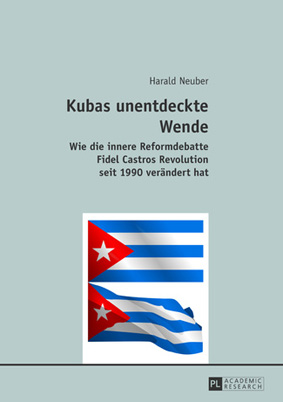 Harald Neuber
Kubas unentdeckte
Wende
Wie die innere Reformdebatte
Fidel Castros Revolution
seit 1990 verändert hat
PL ACADEMIC
RESEARCH